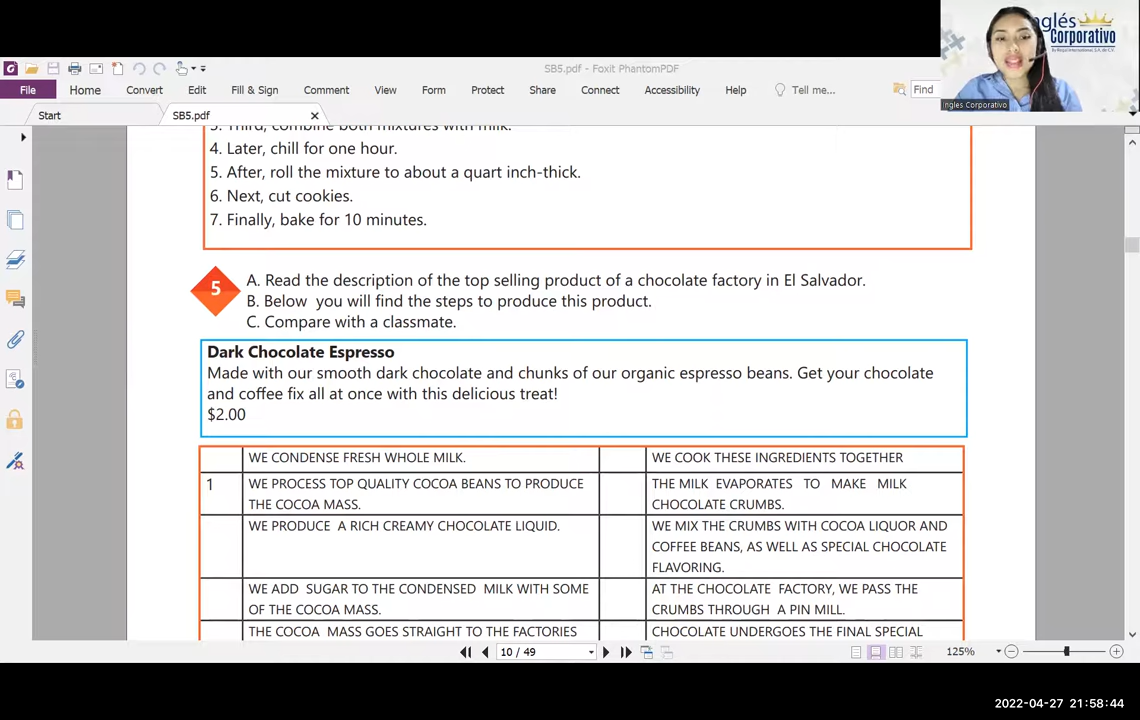 Inglés
Corporativo
By Regal International, S.A. de C.V.
Ingles Corporativo
SB5.pdf - Foxit PhantomPDF
File Home Convert Edit Fill & Sign Comment View Form Protect Share Connect Accessibility Help Tell me... Find
Start SB5.pdf
3. Third, combine both mixtures with milk.
4. Later, chill for one hour.
5. After, roll the mixture to about a quart inch-thick.
6. Next, cut cookies.
7. Finally, bake for 10 minutes.
5
A. Read the description of the top selling product of a chocolate factory in El Salvador.
B. Below you will find the steps to produce this product.
C. Compare with a classmate.
Dark Chocolate Espresso
Made with our smooth dark chocolate and chunks of our organic espresso beans. Get your chocolate
and coffee fix all at once with this delicious treat!
$2.00
WE CONDENSE FRESH WHOLE MILK.
WE COOK THESE INGREDIENTS TOGETHER
1
WE PROCESS TOP QUALITY COCOA BEANS TO PRODUCE
THE COCOA MASS.
THE MILK EVAPORATES TO MAKE MILK
CHOCOLATE CRUMBS.
WE PRODUCE A RICH CREAMY CHOCOLATE LIQUID.
WE MIX THE CRUMBS WITH COCOA LIQUOR AND
COFFEE BEANS, AS WELL AS SPECIAL CHOCOLATE
FLAVORING.
WE ADD SUGAR TO THE CONDENSED MILK WITH SOME
OF THE COCOA MASS.
AT THE CHOCOLATE FACTORY, WE PASS THE
CRUMBS THROUGH A PIN MILL.
THE COCOA MASS GOES STRAIGHT TO THE FACTORIES
CHOCOLATE UNDERGOES THE FINAL SPECIAL
10 / 49
125%
2022-04-27 21:58:44